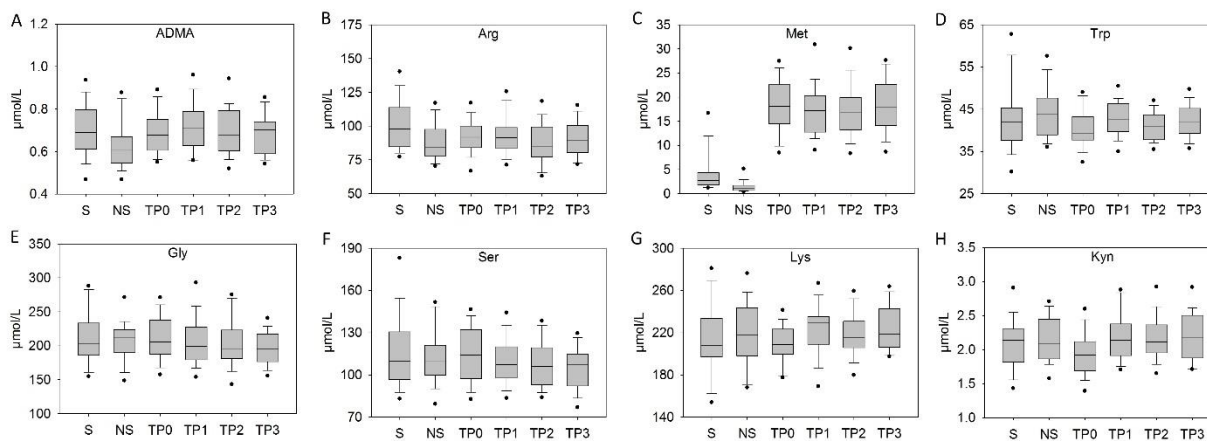 A
ADMA
1.2
1.0
0.8
0.6
0.4
µmol/L
S NS TP0 TP1 TP2 TP3
B
Arg
175
150
125
100
75
50
µmol/L
S NS TP0 TP1 TP2 TP3
C
Met
35
30
25
20
15
10
5
0
µmol/L
S NS TP0 TP1 TP2 TP3
D
Trp
65
55
45
35
25
µmol/L
S NS TP0 TP1 TP2 TP3
E
Gly
350
300
250
200
150
100
µmol/L
S NS TP0 TP1 TP2 TP3
F
Ser
190
170
150
130
110
90
70
µmol/L
S NS TP0 TP1 TP2 TP3
G
Lys
300
260
220
180
140
µmol/L
S NS TP0 TP1 TP2 TP3
H
Kyn
3.5
3.0
2.5
2.0
1.5
1.0
µmol/L
S NS TP0 TP1 TP2 TP3